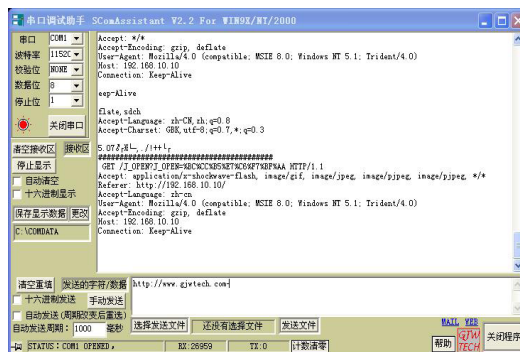 串口调试助手 SComAssistant V2.2 For WIN9X/NT/2000
串口 COM1
波特率 11520
校验位 NONE
数据位 8
停止位 1
关闭串口
清空接收区 接收区
停止显示
自动清空
十六进制显示
保存显示数据 更改
C:\COMDATA
Accept: */*
Accept-Encoding: gzip, deflate
User-Agent: Mozilla/4.0 (compatible; MSIE 8.0; Windows NT 5.1; Trident/4.0)
Host: 192.168.10.10
Connection: Keep-Alive
eep-Alive
flate,sdch
Accept-Language: zh-CN,zh;q=0.8
Accept-Charset: GBK,utf-8;q=0.7,*;q=0.3
########################################
GET /J_OPEN?J_OPEN=%BC%CC%B5%E7%C6%F7%BF%AA HTTP/1.1
Accept: application/x-shockwave-flash, image/gif, image/jpeg, image/pjpeg, image/pjpeg, */*
Referer: http://192.168.10.10/
Accept-Language: zh-cn
User-Agent: Mozilla/4.0 (compatible; MSIE 8.0; Windows NT 5.1; Trident/4.0)
Accept-Encoding: gzip, deflate
Host: 192.168.10.10
Connection: Keep-Alive
清空重填 发送的字符/数据 http://www.gjwtech.com
十六进制发送 手动发送
自动发送(周期改变后重选)
自动发送周期: 1000 毫秒 选择发送文件 还没有选择文件 发送文件
MAIL WEB
GJW TECH
关闭程序
帮助
STATUS:COM1 OPENED, RX:26959 TX:0 计数清零